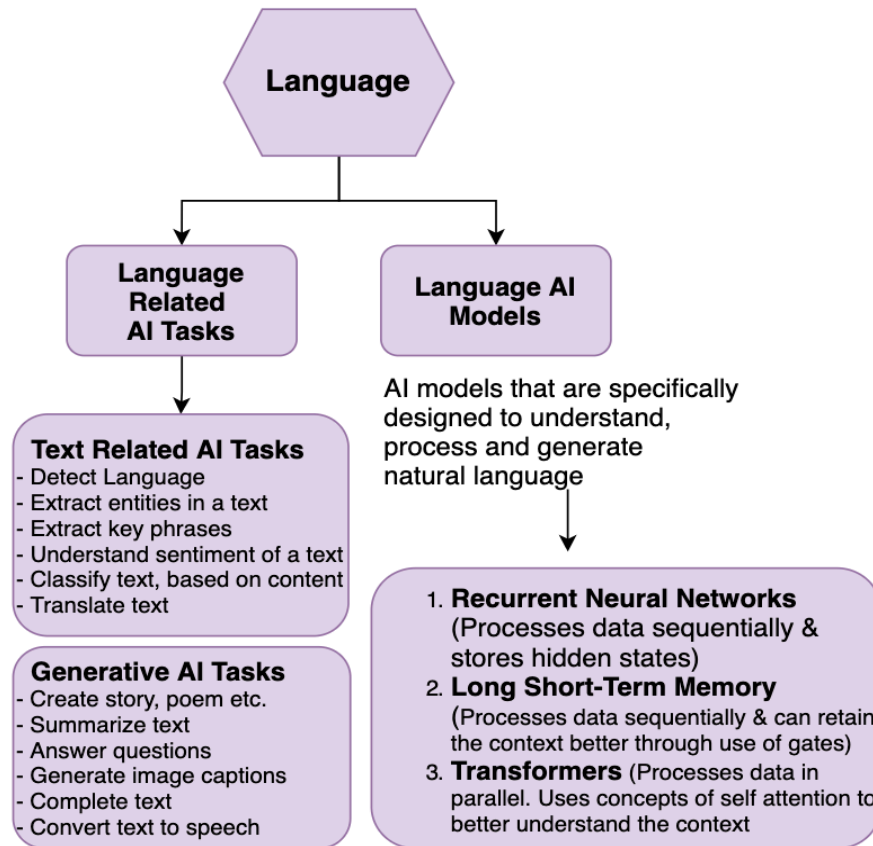 Language
Language
Related
AI Tasks
Language AI
Models
AI models that are specifically
designed to understand,
process and generate
natural language
Text Related AI Tasks
- Detect Language
- Extract entities in a text
- Extract key phrases
- Understand sentiment of a text
- Classify text, based on content
- Translate text
Generative AI Tasks
- Create story, poem etc.
- Summarize text
- Answer questions
- Generate image captions
- Complete text
- Convert text to speech
1. Recurrent Neural Networks
(Processes data sequentially &
stores hidden states)
2. Long Short-Term Memory
(Processes data sequentially & can retain
the context better through use of gates)
3. Transformers (Processes data in
parallel. Uses concepts of self attention to
better understand the context